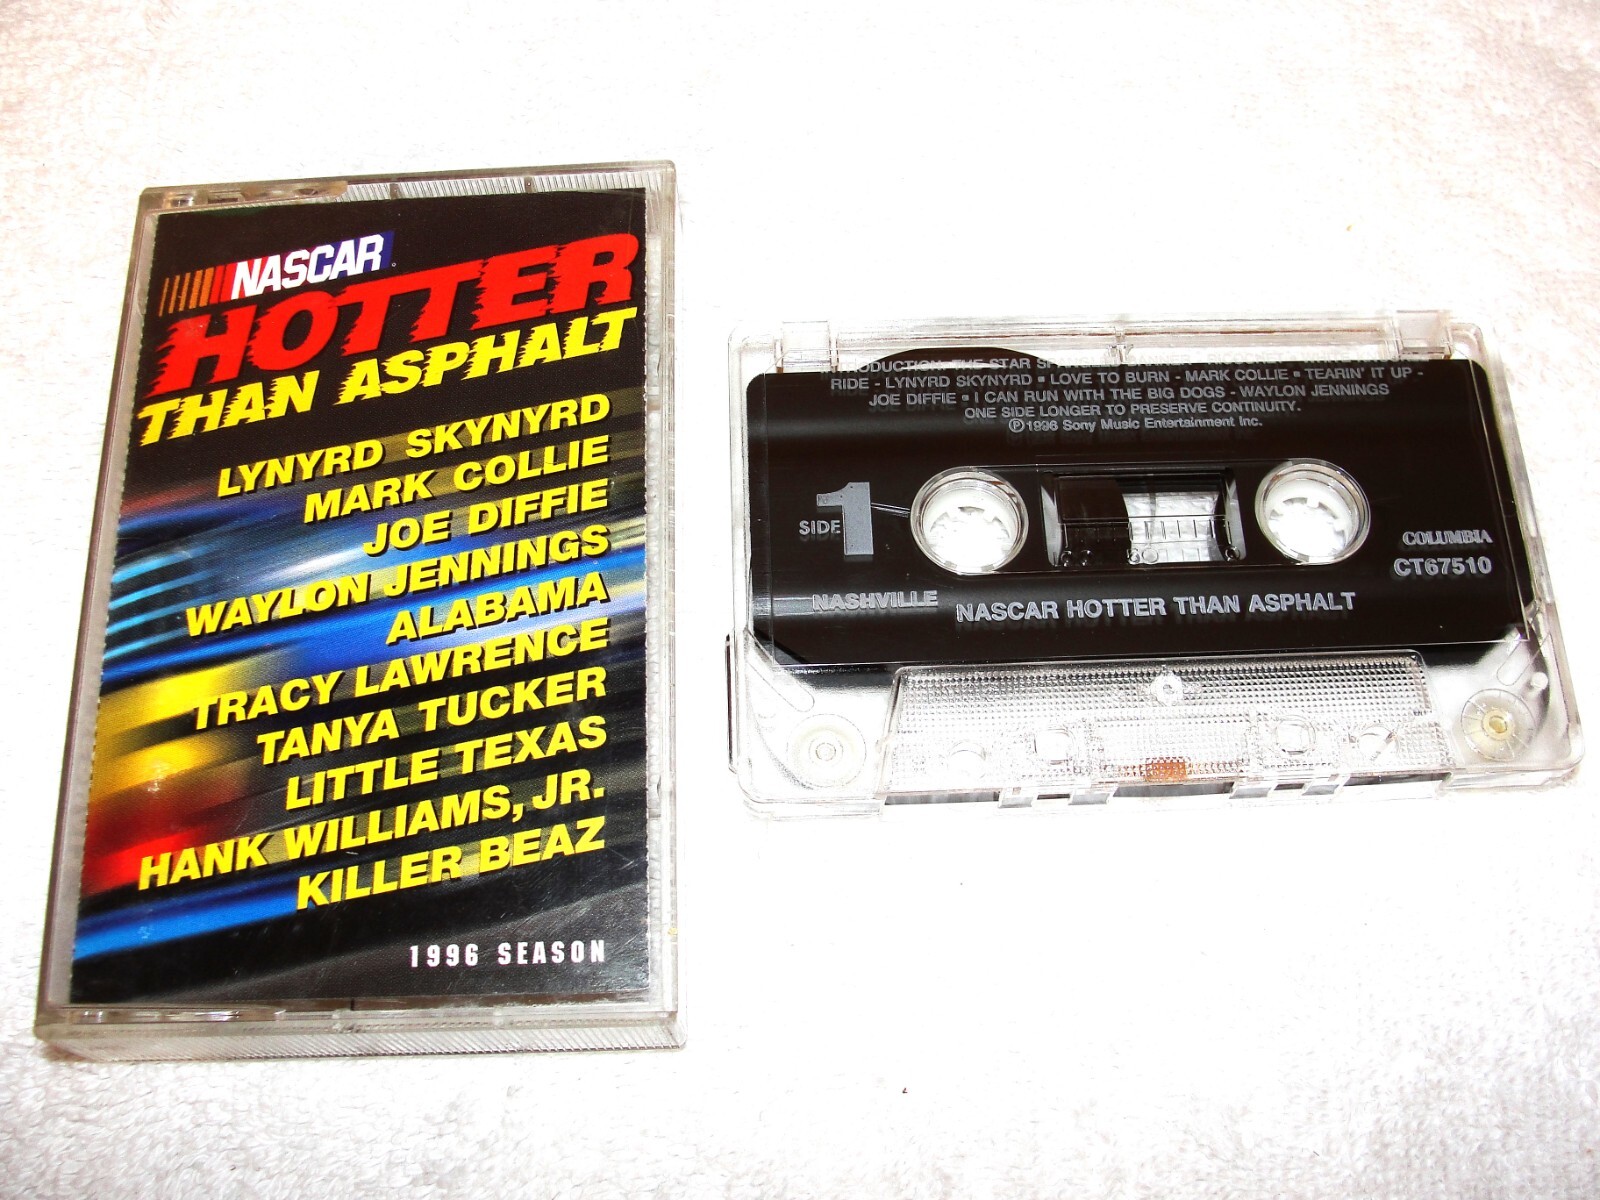 NASCAR
HOTTER
THAN ASPHALT
LYNYRD SKYNYRD
MARK COLLIE
JOE DIFFIE
WAYLON JENNINGS
ALABAMA
TRACY LAWRENCE
TANYA TUCKER
LITTLE TEXAS
HANK WILLIAMS, JR.
KILLER BEAZ
1996 SEASON
INTRODUCTION: THE STAR
RIDE - LYNYRD SKYNYRD ▪ LOVE TO BURN - MARK COLLIE ▪ TEARIN' IT UP -
JOE DIFFIE ▪ I CAN RUN WITH THE BIG DOGS - WAYLON JENNINGS
ONE SIDE LONGER TO PRESERVE CONTINUITY.
℗1996 Sony Music Entertainment Inc.
SIDE 1
COLUMBIA
CT67510
NASHVILLE
NASCAR HOTTER THAN ASPHALT